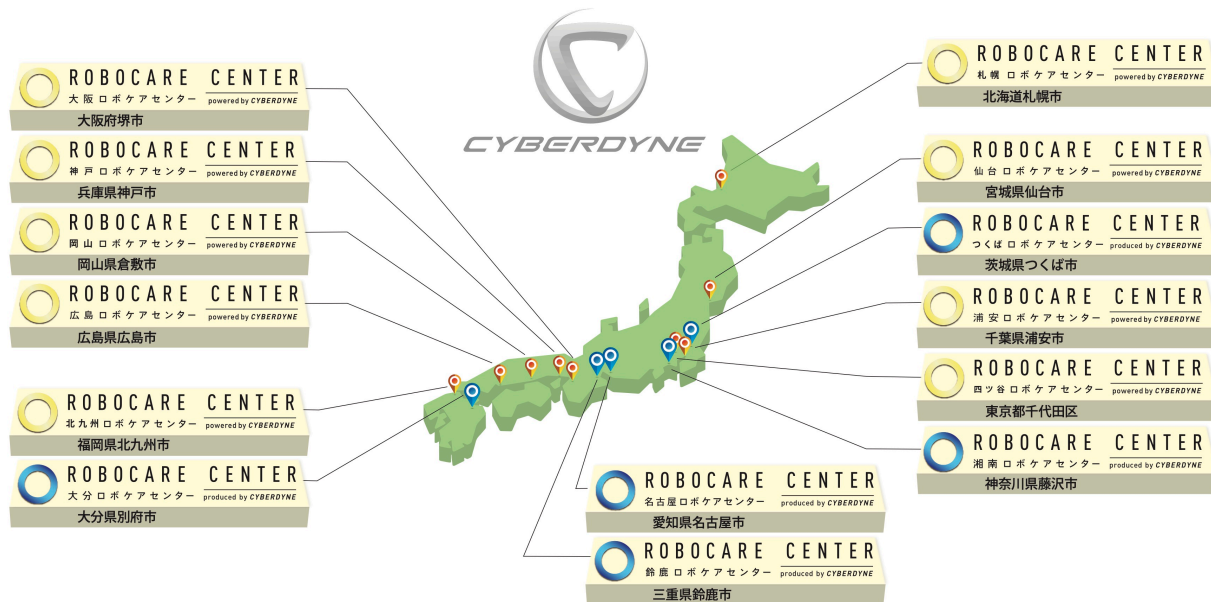 CYBERDYNE
ROBOCARE CENTER
大阪ロボケアセンター powered by CYBERDYNE
大阪府堺市
ROBOCARE CENTER
神戸ロボケアセンター powered by CYBERDYNE
兵庫県神戸市
ROBOCARE CENTER
岡山ロボケアセンター powered by CYBERDYNE
岡山県倉敷市
ROBOCARE CENTER
広島ロボケアセンター powered by CYBERDYNE
広島県広島市
ROBOCARE CENTER
北九州ロボケアセンター powered by CYBERDYNE
福岡県北九州市
ROBOCARE CENTER
大分ロボケアセンター produced by CYBERDYNE
大分県別府市
ROBOCARE CENTER
札幌ロボケアセンター powered by CYBERDYNE
北海道札幌市
ROBOCARE CENTER
仙台ロボケアセンター powered by CYBERDYNE
宮城県仙台市
ROBOCARE CENTER
つくばロボケアセンター produced by CYBERDYNE
茨城県つくば市
ROBOCARE CENTER
浦安ロボケアセンター powered by CYBERDYNE
千葉県浦安市
ROBOCARE CENTER
四ツ谷ロボケアセンター powered by CYBERDYNE
東京都千代田区
ROBOCARE CENTER
湘南ロボケアセンター produced by CYBERDYNE
神奈川県藤沢市
ROBOCARE CENTER
名古屋ロボケアセンター produced by CYBERDYNE
愛知県名古屋市
ROBOCARE CENTER
鈴鹿ロボケアセンター produced by CYBERDYNE
三重県鈴鹿市